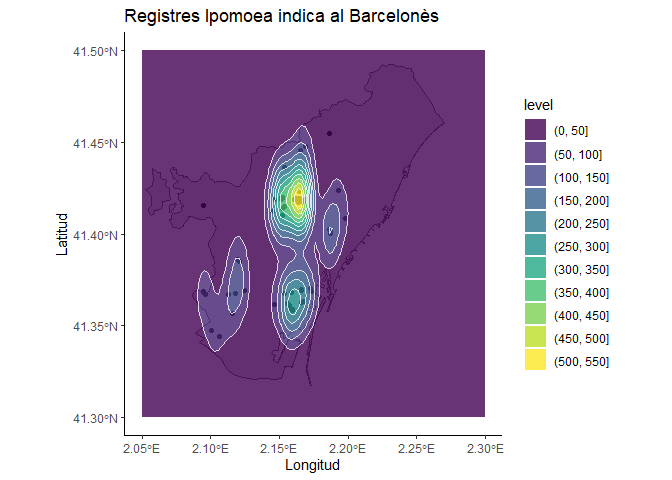 Registres Ipomoea indica al Barcelonès
41.50°N
41.45°N
41.40°N
41.35°N
41.30°N
Latitud
2.05°E 2.10°E 2.15°E 2.20°E 2.25°E 2.30°E
Longitud
level
(0, 50]
(50, 100]
(100, 150]
(150, 200]
(200, 250]
(250, 300]
(300, 350]
(350, 400]
(400, 450]
(450, 500]
(500, 550]